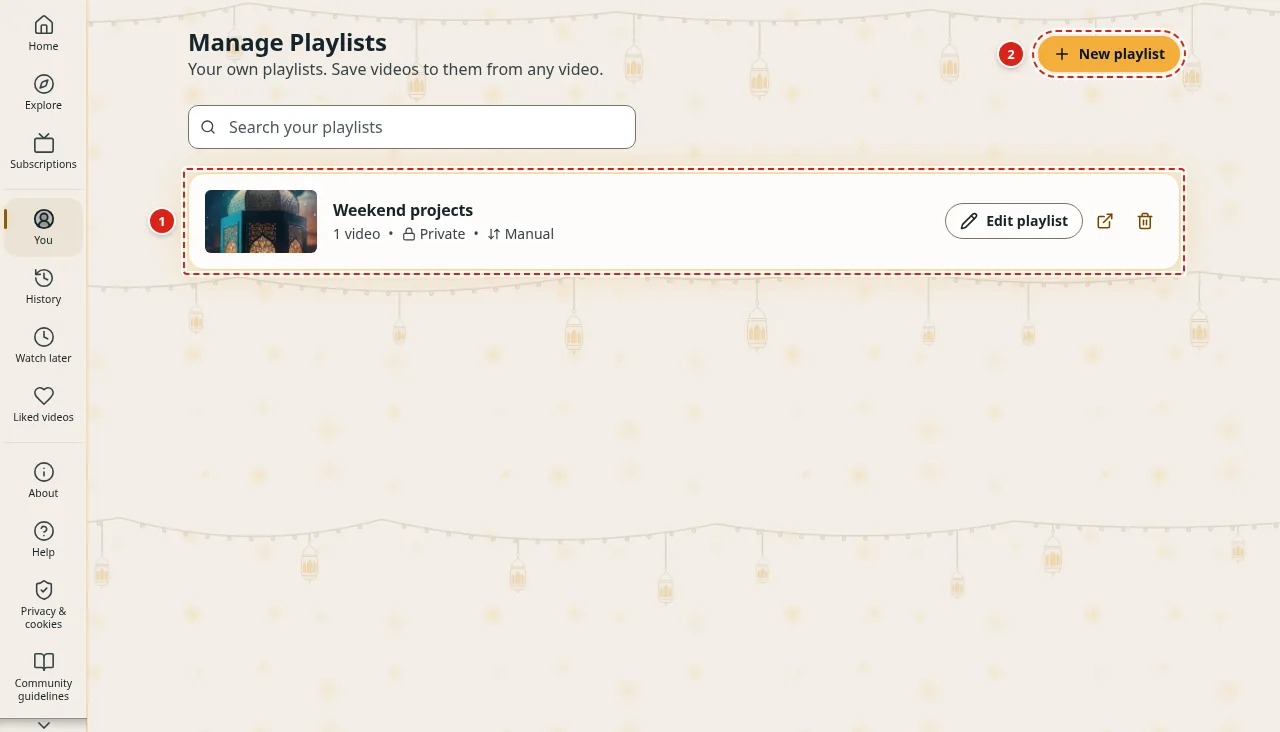 Home
Explore
Subscriptions
You
History
Watch later
Liked videos
About
Help
Privacy &
cookies
Community
guidelines
Manage Playlists
Your own playlists. Save videos to them from any video.
2
New playlist
Search your playlists
1
Weekend projects
1 video • Private • Manual
Edit playlist